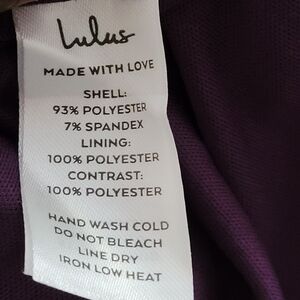 Lulus
MADE WITH LOVE
SHELL:
93% POLYESTER
7% SPANDEX
LINING:
100% POLYESTER
CONTRAST:
100% POLYESTER
HAND WASH COLD
DO NOT BLEACH
LINE DRY
IRON LOW HEAT